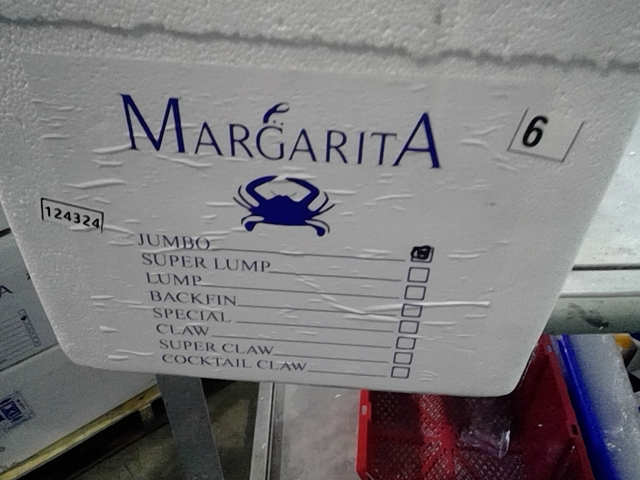 MARGARITA
6
124324
JUMBO
SUPER LUMP
LUMP
BACKFIN
SPECIAL
CLAW
SUPER CLAW
COCKTAIL CLAW